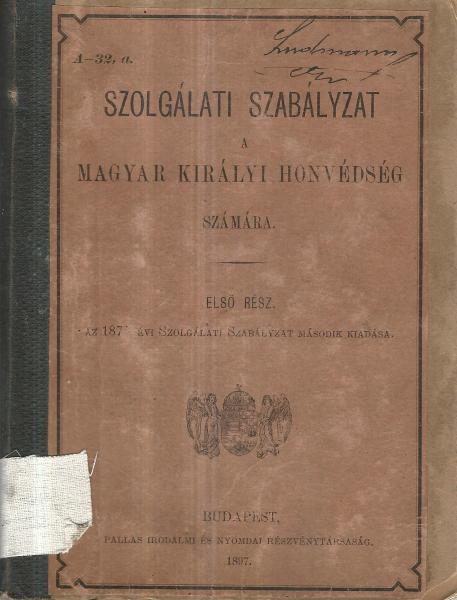 A–32, a.
SZOLGÁLATI SZABÁLYZAT
A
MAGYAR KIRÁLYI HONVÉDSÉG
SZÁMÁRA.
ELSŐ RÉSZ.
AZ 187 ÉVI SZOLGÁLATI SZABÁLYZAT MÁSODIK KIADÁSA.
BUDAPEST,
PALLAS IRODALMI ÉS NYOMDAI RÉSZVÉNYTÁRSASÁG.
1897.